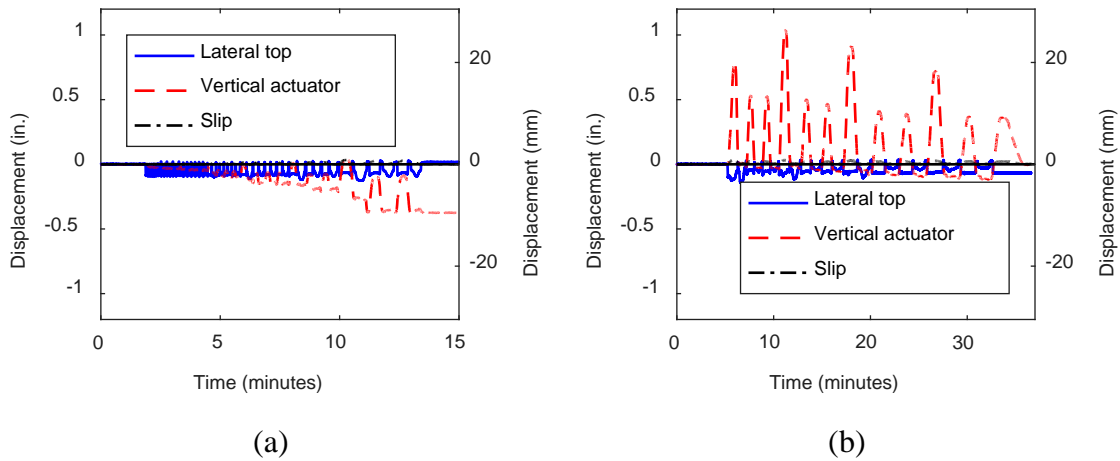 1
0.5
0
-0.5
-1
Displacement (in.)
Lateral top
Vertical actuator
Slip
20
0
-20
Displacement (mm)
0 5 10 15
Time (minutes)
(a)
1
0.5
0
-0.5
-1
Displacement (in.)
Lateral top
Vertical actuator
Slip
20
0
-20
Displacement (mm)
0 10 20 30
Time (minutes)
(b)